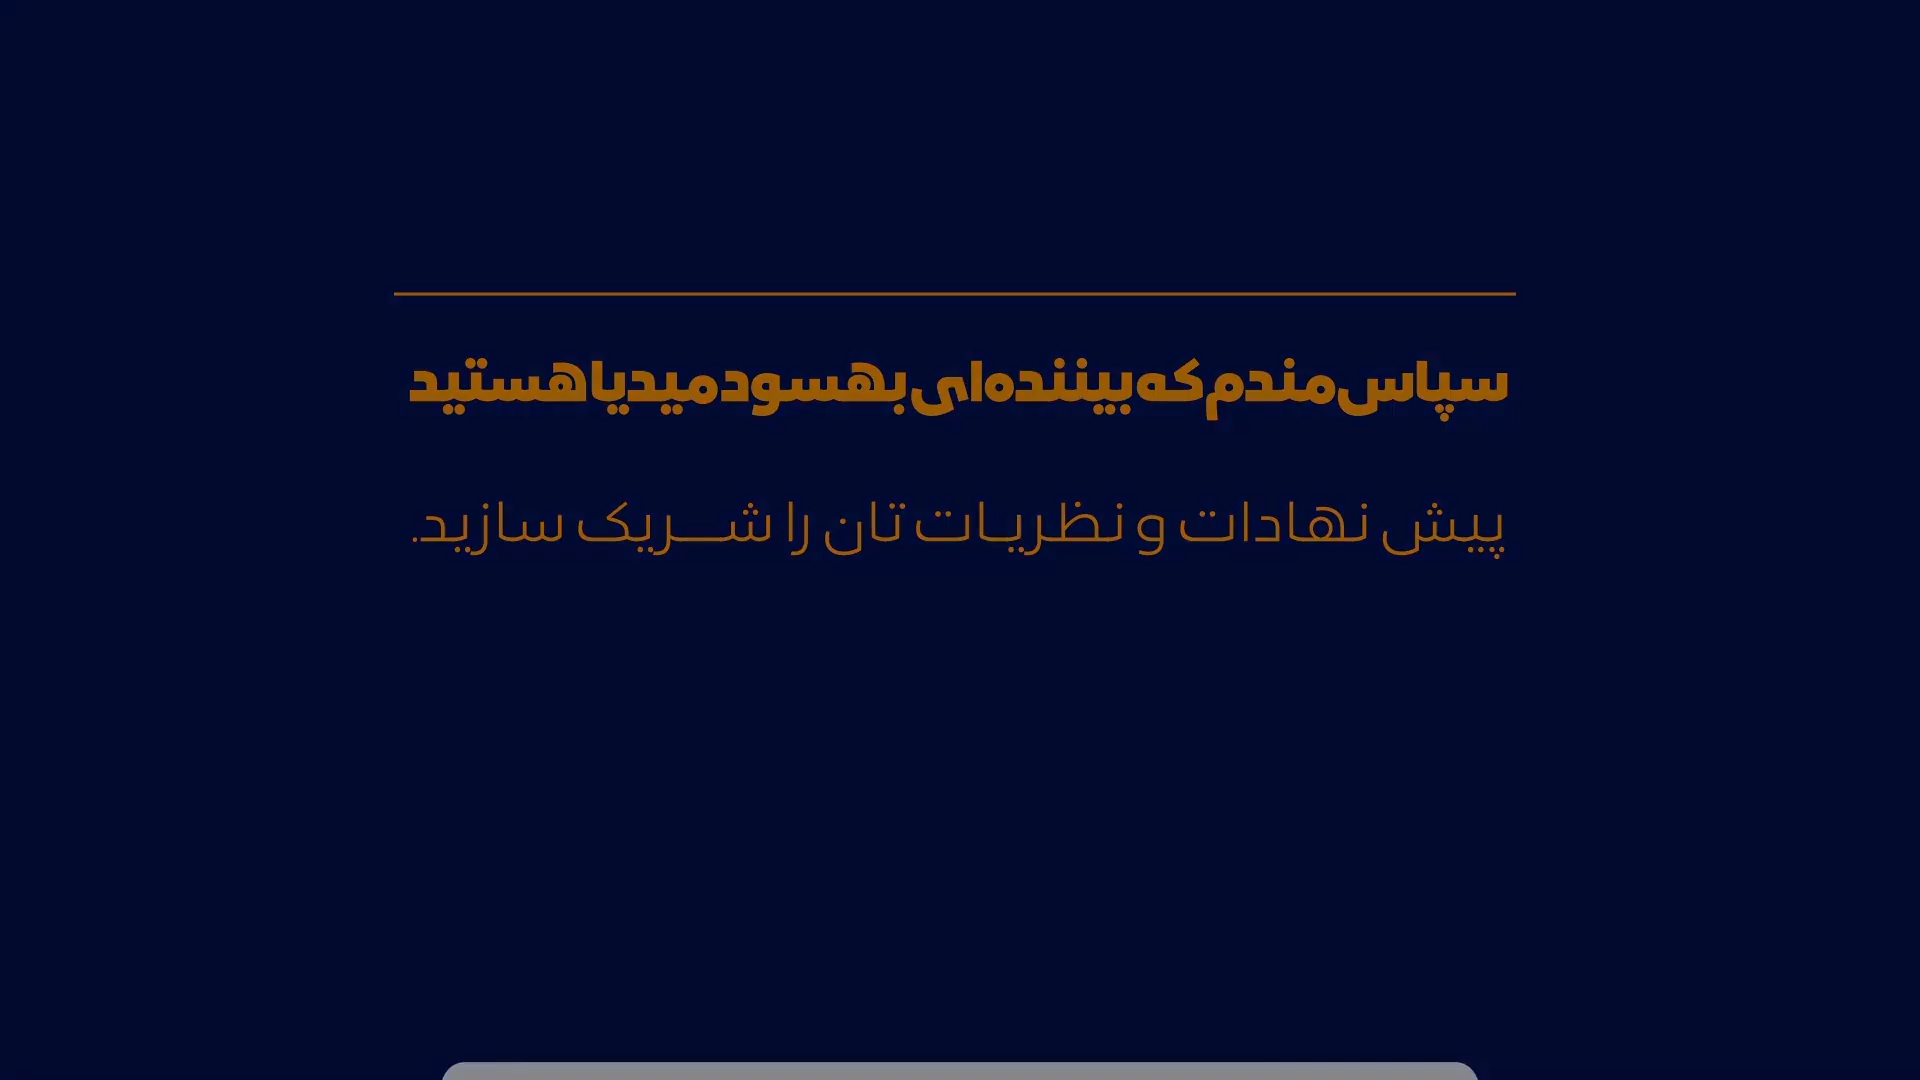 سپاس مندم که بیننده ای بهسود میدیا هستید
پیش نهادات و نظریات تان را شـــریک سازید.